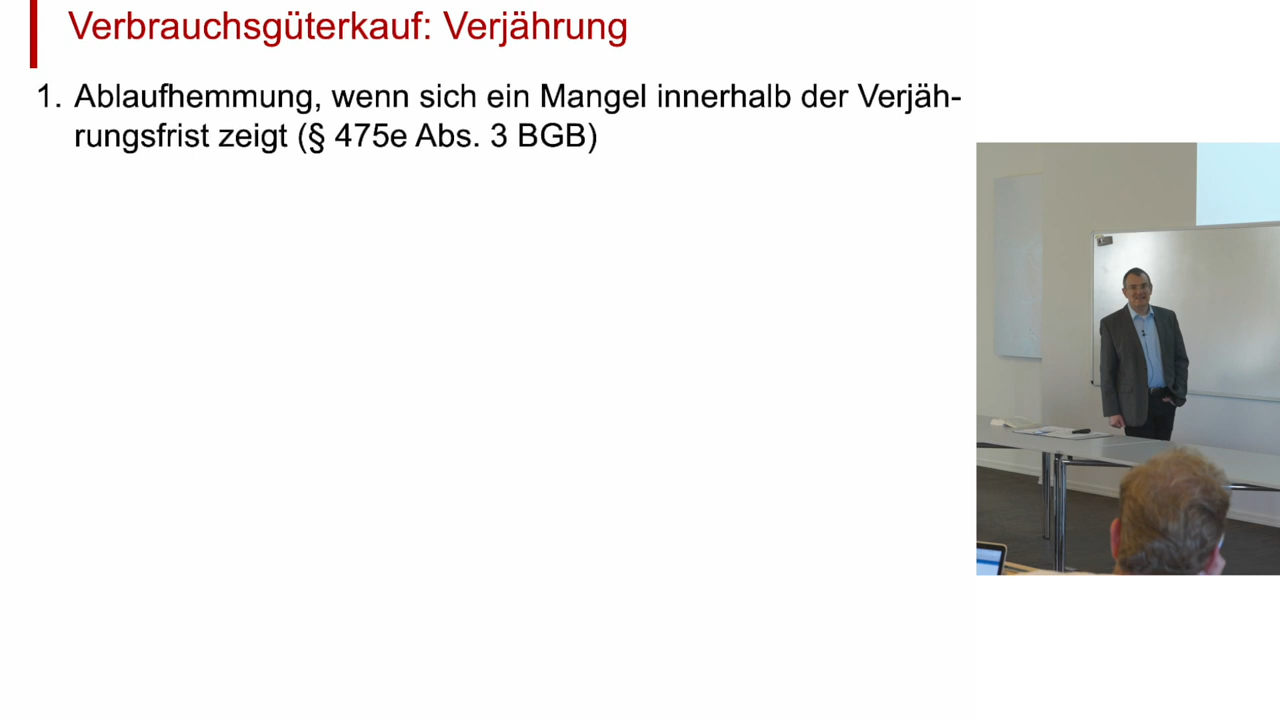 Verbrauchsgüterkauf: Verjährung
1. Ablaufhemmung, wenn sich ein Mangel innerhalb der Verjäh-
rungsfrist zeigt (§ 475e Abs. 3 BGB)